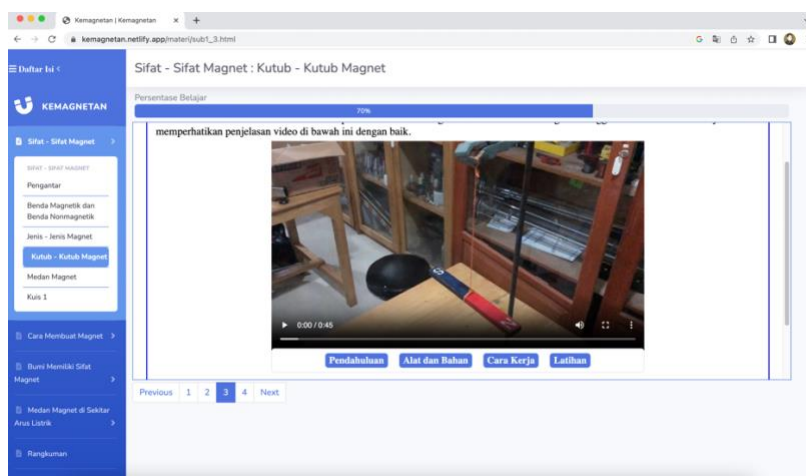 Kemagnetan | Kemagnetan
kemagnetan.netlify.app/materi/sub1_3.html
Daftar Isi <
Sifat - Sifat Magnet : Kutub - Kutub Magnet
KEMAGNETAN
Persentase Belajar
70%
memperhatikan penjelasan video di bawah ini dengan baik.
Sifat - Sifat Magnet
SIFAT - SIFAT MAGNET
Pengantar
Benda Magnetik dan
Benda Nonmagnetik
Jenis - Jenis Magnet
Kutub - Kutub Magnet
Medan Magnet
Kuis 1
Cara Membuat Magnet
Bumi Memiliki Sifat
Magnet
Medan Magnet di Sekitar
Arus Listrik
Rangkuman
0:00 / 0:45
Pendahuluan Alat dan Bahan Cara Kerja Latihan
Previous 1 2 3 4 Next